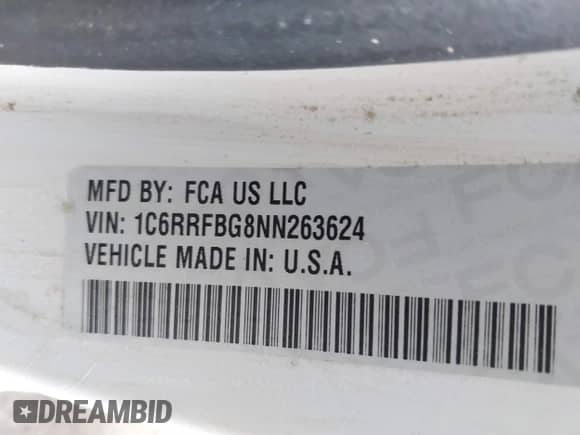 MFD BY: FCA US LLC
VIN: 1C6RRFBG8NN263624
VEHICLE MADE IN: U.S.A.
DREAMBID